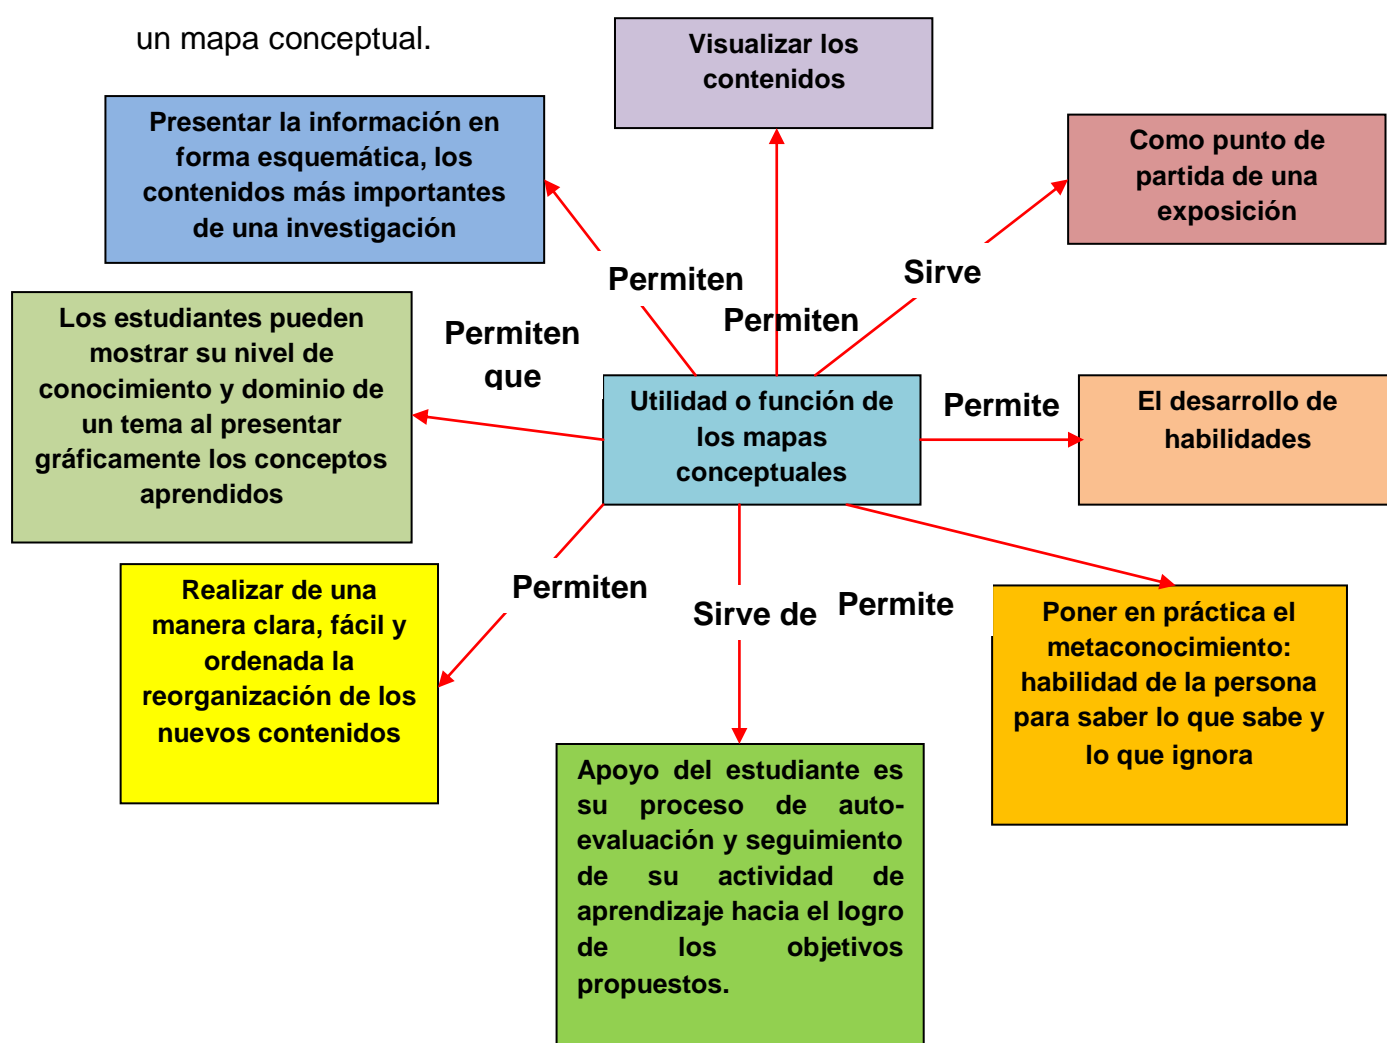 un mapa conceptual.
Visualizar los
contenidos
Presentar la información en
forma esquemática, los
contenidos más importantes
de una investigación
Como punto de
partida de una
exposición
Permiten
Sirve
Permiten
Los estudiantes pueden
mostrar su nivel de
conocimiento y dominio de
un tema al presentar
gráficamente los conceptos
aprendidos
Permiten
que
Utilidad o función de
los mapas
conceptuales
Permite
El desarrollo de
habilidades
Realizar de una
manera clara, fácil y
ordenada la
reorganización de los
nuevos contenidos
Permiten
Sirve de
Permite
Poner en práctica el
metaconocimiento:
habilidad de la persona
para saber lo que sabe y
lo que ignora
Apoyo del estudiante es
su proceso de auto-
evaluación y seguimiento
de su actividad de
aprendizaje hacia el logro
de los objetivos
propuestos.